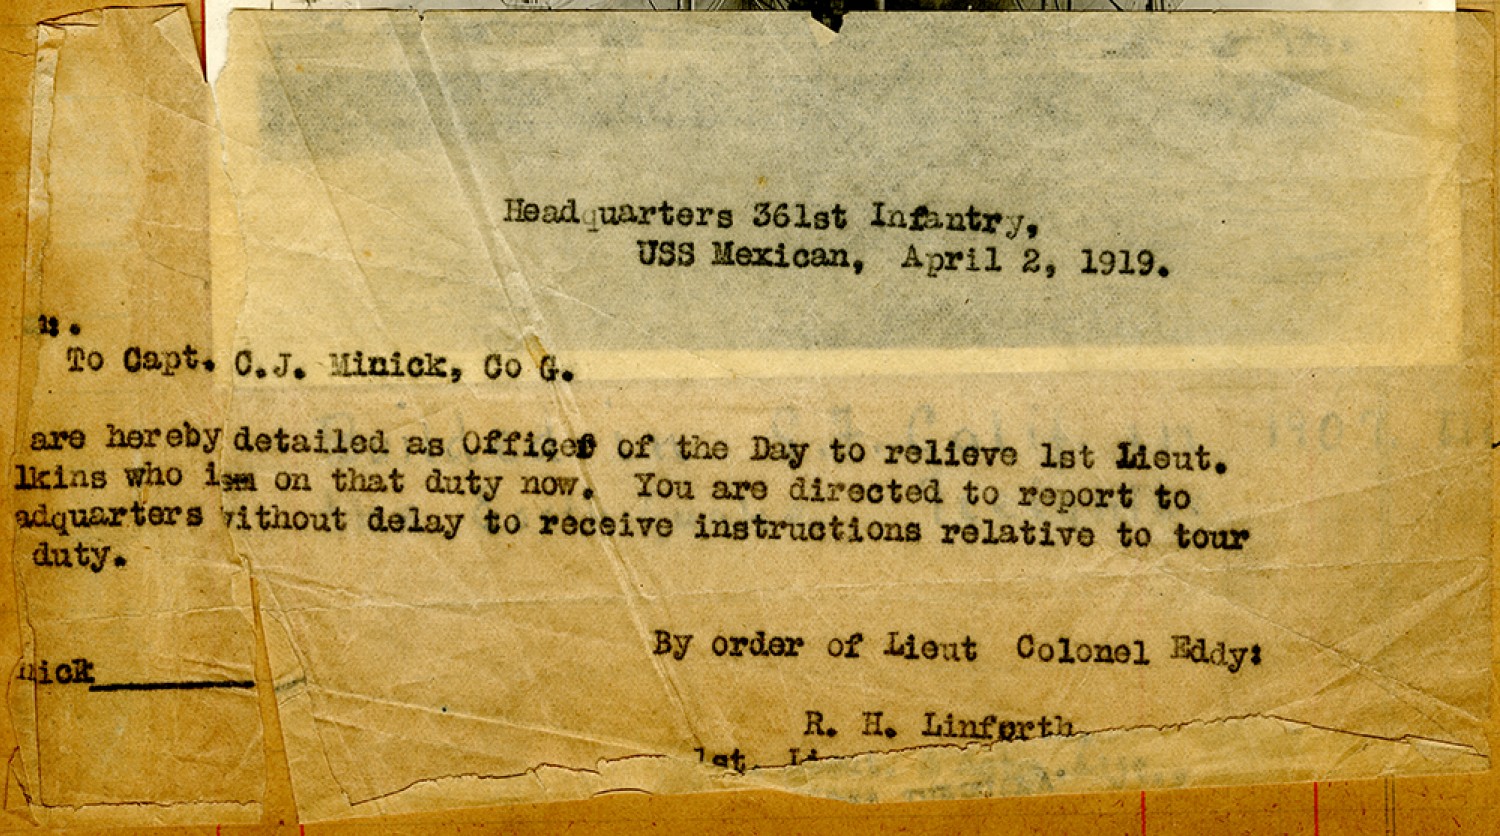 Headquarters 361st Infantry,
USS Mexican, April 2, 1919.
To Capt. C.J. Minick, Co G.
are hereby detailed as Officer of the Day to relieve 1st Lieut.
lkins who is on that duty now. You are directed to report to
adquarters without delay to receive instructions relative to tour
duty.
By order of Lieut Colonel Eddy:
nick
R. H. Linforth
1st.